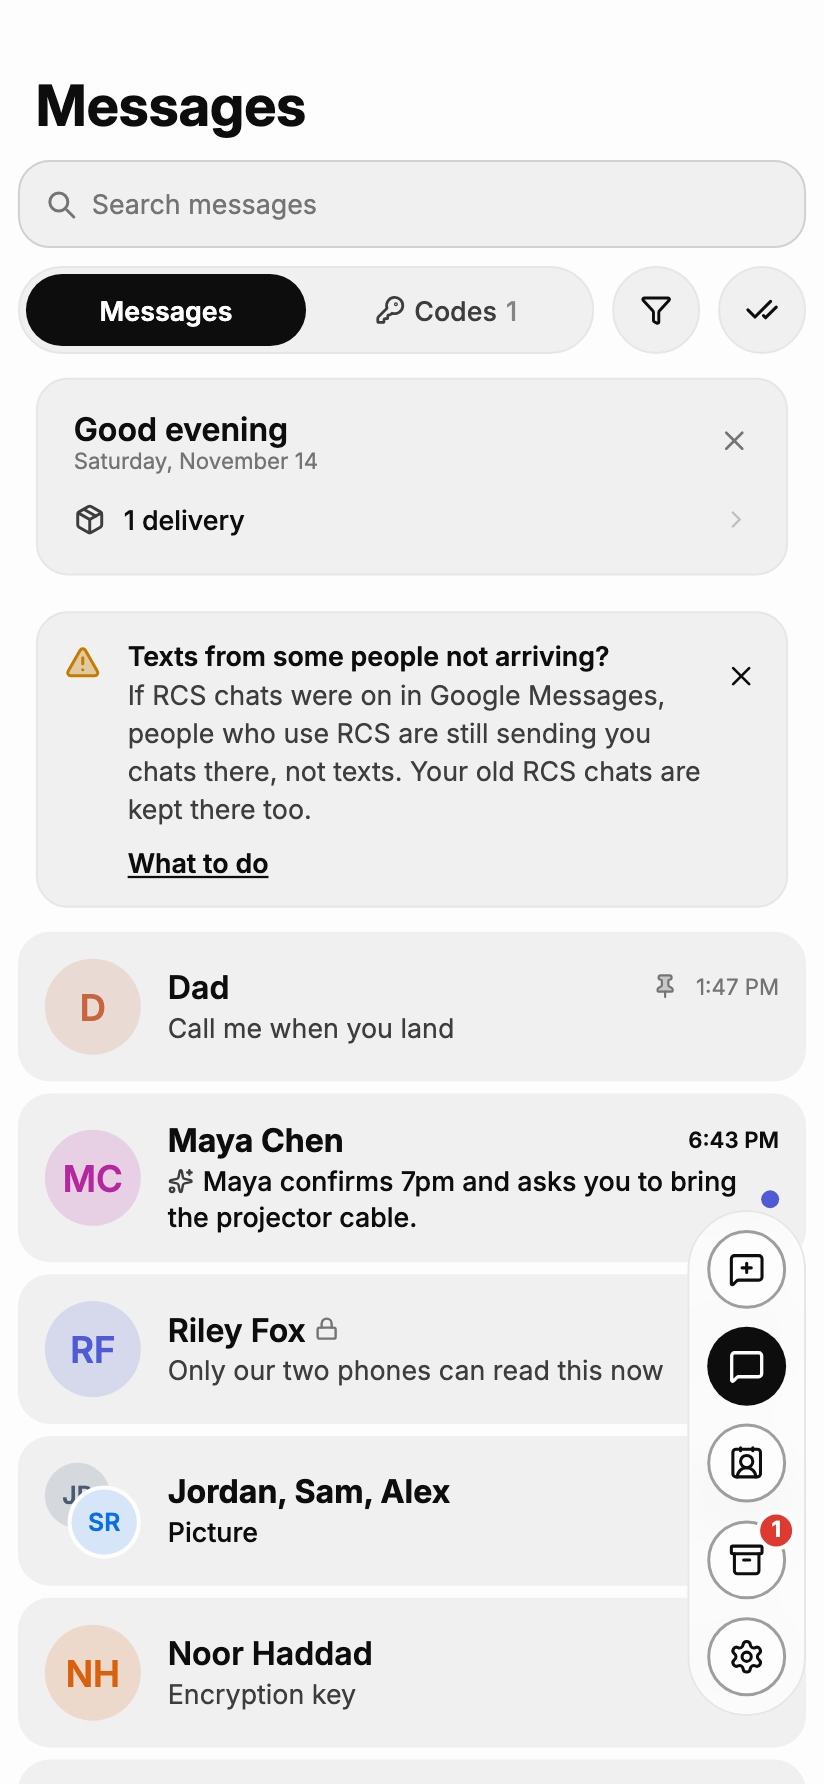 Messages
Search messages
Messages
Codes 1
Good evening
Saturday, November 14
1 delivery
Texts from some people not arriving?
If RCS chats were on in Google Messages,
people who use RCS are still sending you
chats there, not texts. Your old RCS chats are
kept there too.
What to do
D
Dad
1:47 PM
Call me when you land
MC
Maya Chen
6:43 PM
Maya confirms 7pm and asks you to bring
the projector cable.
RF
Riley Fox
Only our two phones can read this now
SR
Jordan, Sam, Alex
Picture
1
NH
Noor Haddad
Encryption key